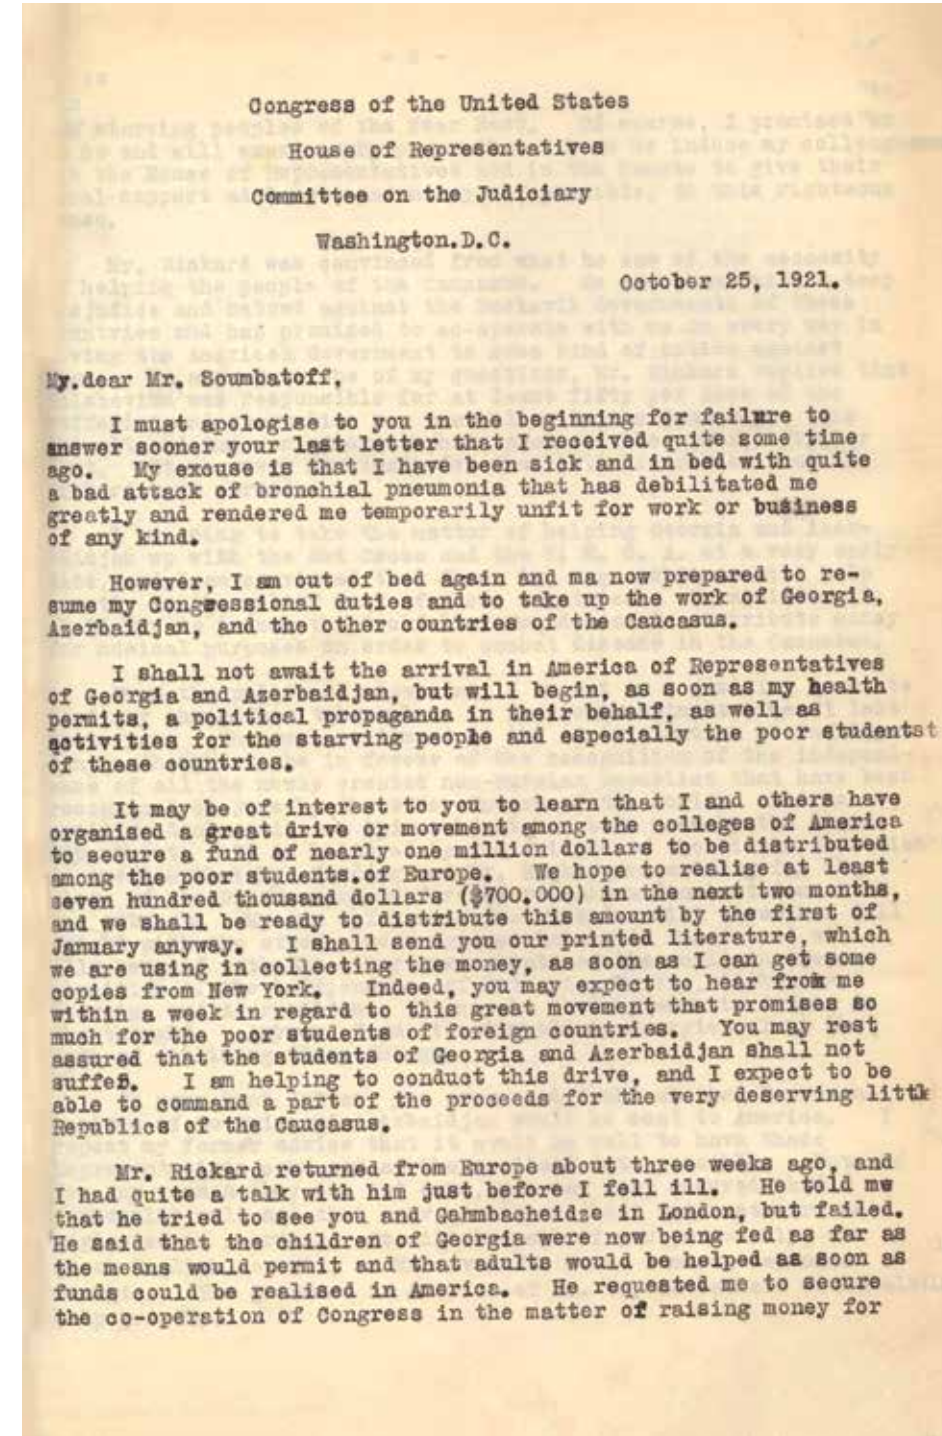 Congress of the United States
House of Representatives
Committee on the Judiciary
Washington.D.C.
October 25, 1921.
My.dear Mr. Soumbatoff,
I must apologise to you in the beginning for failure to
answer sooner your last letter that I received quite some time
ago. My excuse is that I have been sick and in bed with quite
a bad attack of bronchial pneumonia that has debilitated me
greatly and rendered me temporarily unfit for work or business
of any kind.
However, I am out of bed again and ma now prepared to re-
sume my Congressional duties and to take up the work of Georgia,
Azerbaidjan, and the other countries of the Caucasus.
I shall not await the arrival in America of Representatives
of Georgia and Aserbaidjan, but will begin, as soon as my health
permits, a political propaganda in their behalf, as well as
activities for the starving people and especially the poor studentst
of these countries.
It may be of interest to you to learn that I and others have
organised a great drive or movement among the colleges of America
to secure a fund of nearly one million dollars to be distributed
among the poor students.of Europe. We hope to realise at least
seven hundred thousand dollars ($700.000) in the next two months,
and we shall be ready to distribute this amount by the first of
January anyway. I shall send you our printed literature, which
we are using in collecting the money, as soon as I can get some
copies from New York. Indeed, you may expect to hear from me
within a week in regard to this great movement that promises so
much for the poor students of foreign countries. You may rest
assured that the students of Georgia and Azerbaidjan shall not
suffer. I am helping to conduct this drive, and I expect to be
able to command a part of the proceeds for the very deserving little
Republics of the Caucasus.
Mr. Rickard returned from Europe about three weeks ago, and
I had quite a talk with him just before I fell ill. He told me
that he tried to see you and Gahmbacheidze in London, but failed.
He said that the children of Georgia were now being fed as far as
the means would permit and that adults would be helped as soon as
funds could be realised in America. He requested me to secure
the co-operation of Congress in the matter of raising money for